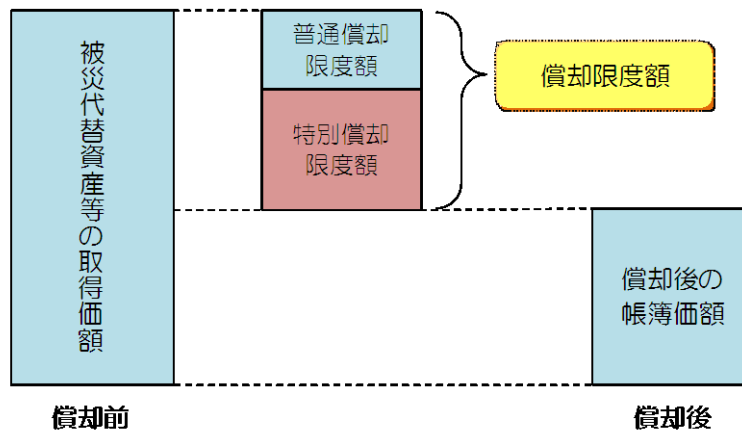 被災代替資産等の取得価額
普通償却
限度額
特別償却
限度額
償却限度額
償却後の
帳簿価額
償却前
償却後